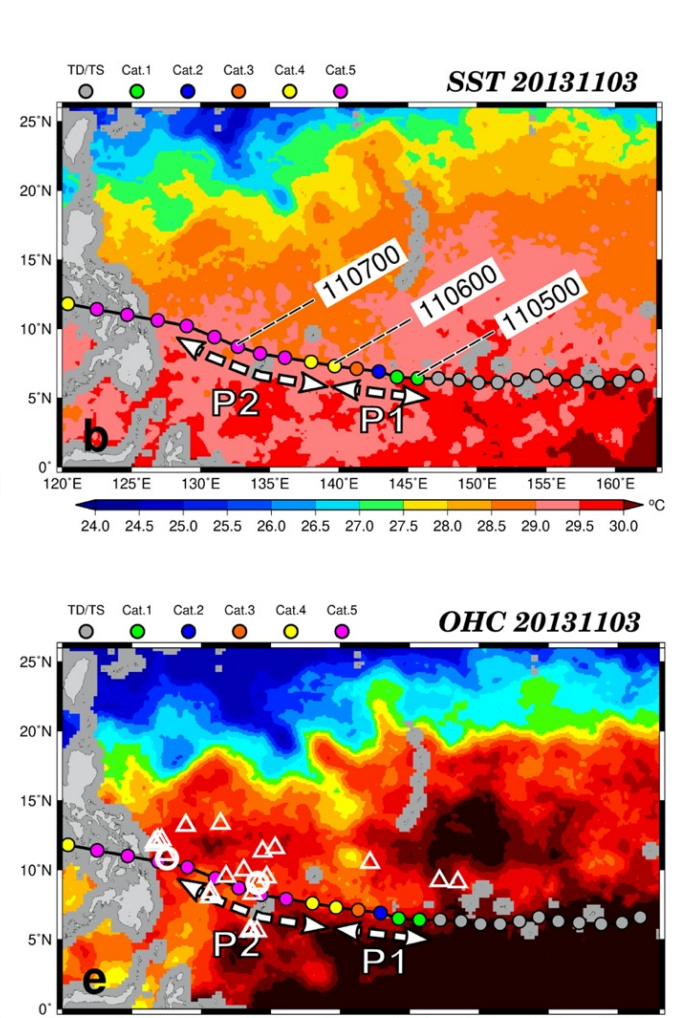 TD/TS Cat.1 Cat.2 Cat.3 Cat.4 Cat.5
SST 20131103
25°N
20°N
15°N
10°N
5°N
0°
110700
110600
110500
P2
P1
b
120°E 125°E 130°E 135°E 140°E 145°E 150°E 155°E 160°E
24.0 24.5 25.0 25.5 26.0 26.5 27.0 27.5 28.0 28.5 29.0 29.5 30.0
°C
TD/TS Cat.1 Cat.2 Cat.3 Cat.4 Cat.5
OHC 20131103
25°N
20°N
15°N
10°N
5°N
0°
P2
P1
e